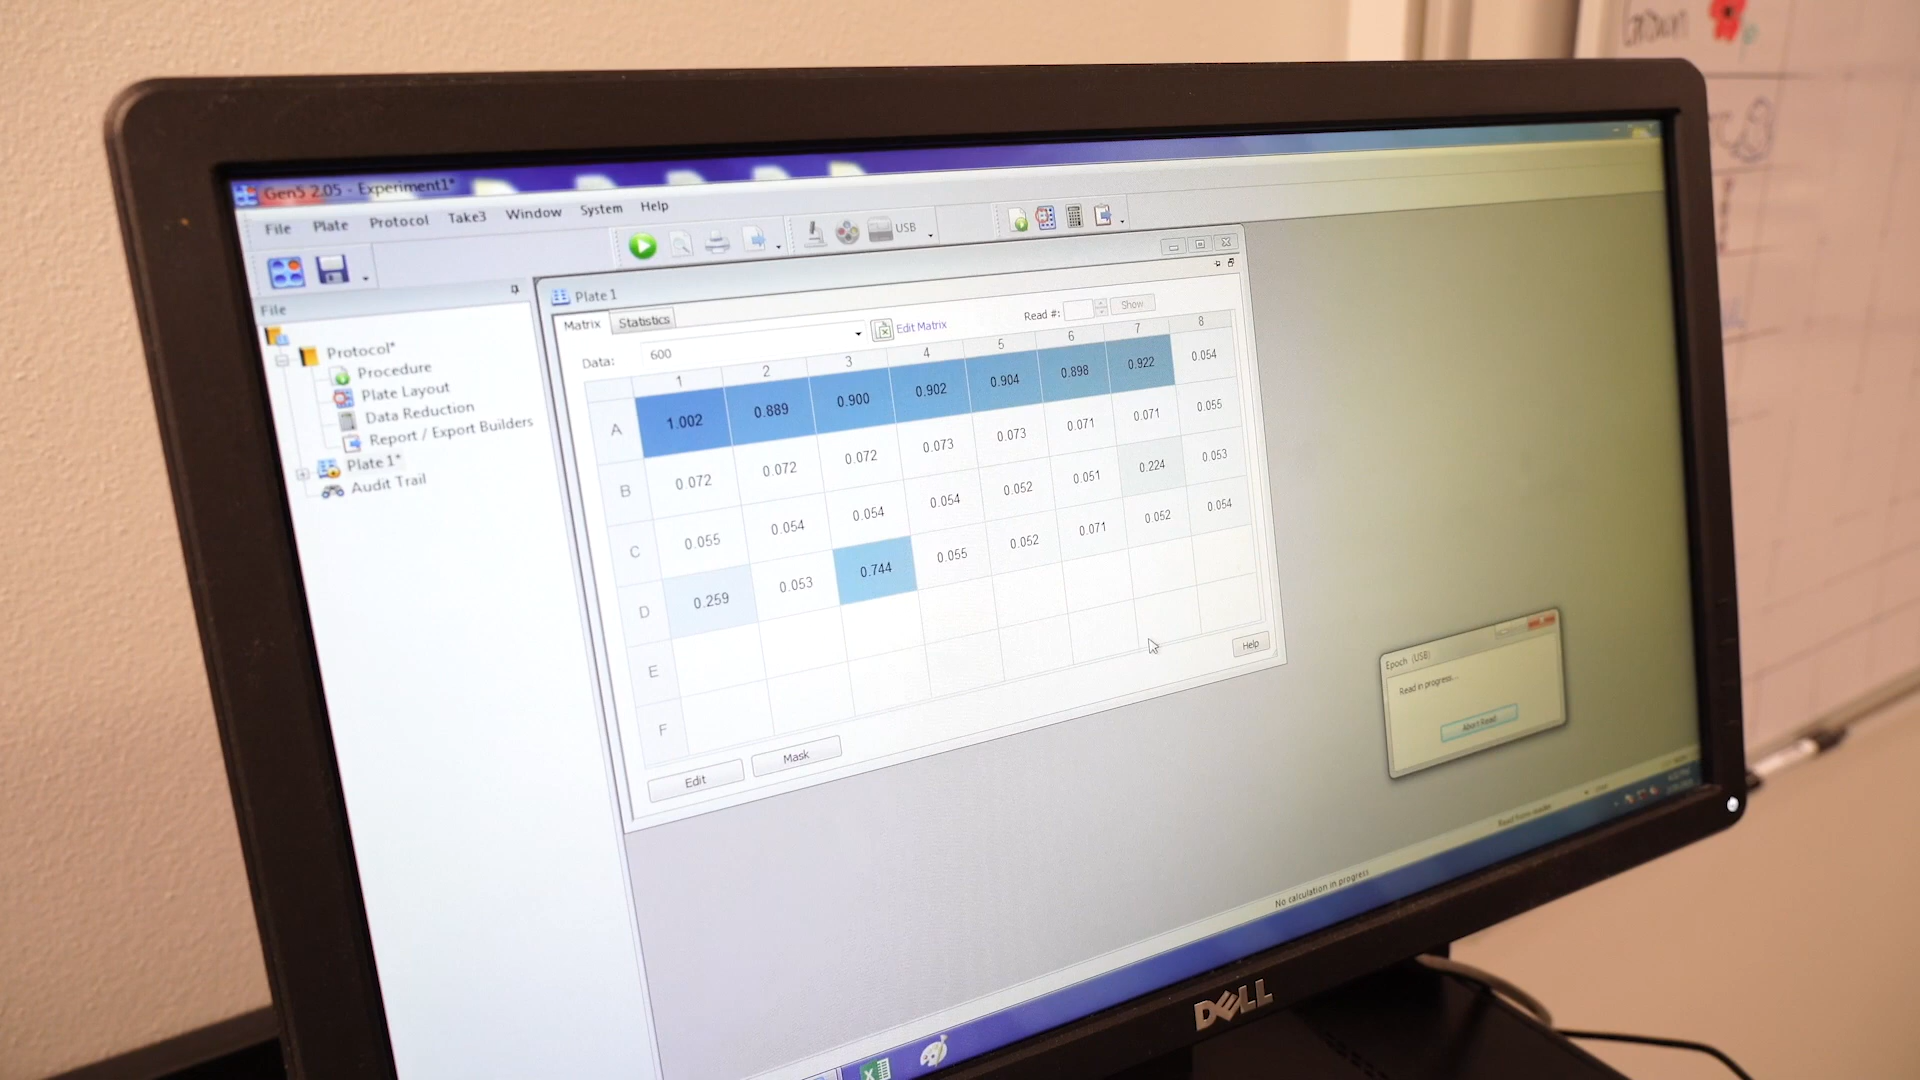 Gen5 2.05 - Experiment1*
File Plate Protocol Take3 Window System Help
USB
File
Protocol*
Procedure
Plate Layout
Data Reduction
Report / Export Builders
Plate 1*
Audit Trail
Plate 1
Matrix Statistics
Data: 600 Edit Matrix Read #: Show
1 2 3 4 5 6 7 8
A 1.002 0.889 0.900 0.902 0.904 0.898 0.922 0.054
B 0.072 0.072 0.072 0.073 0.073 0.071 0.071 0.055
C 0.055 0.054 0.054 0.054 0.052 0.051 0.224 0.053
D 0.259 0.053 0.744 0.055 0.052 0.071 0.052 0.054
E
F
Edit Mask Help
Epoch (USB)
Read in progress...
Abort Read
No calculation in progress
DELL